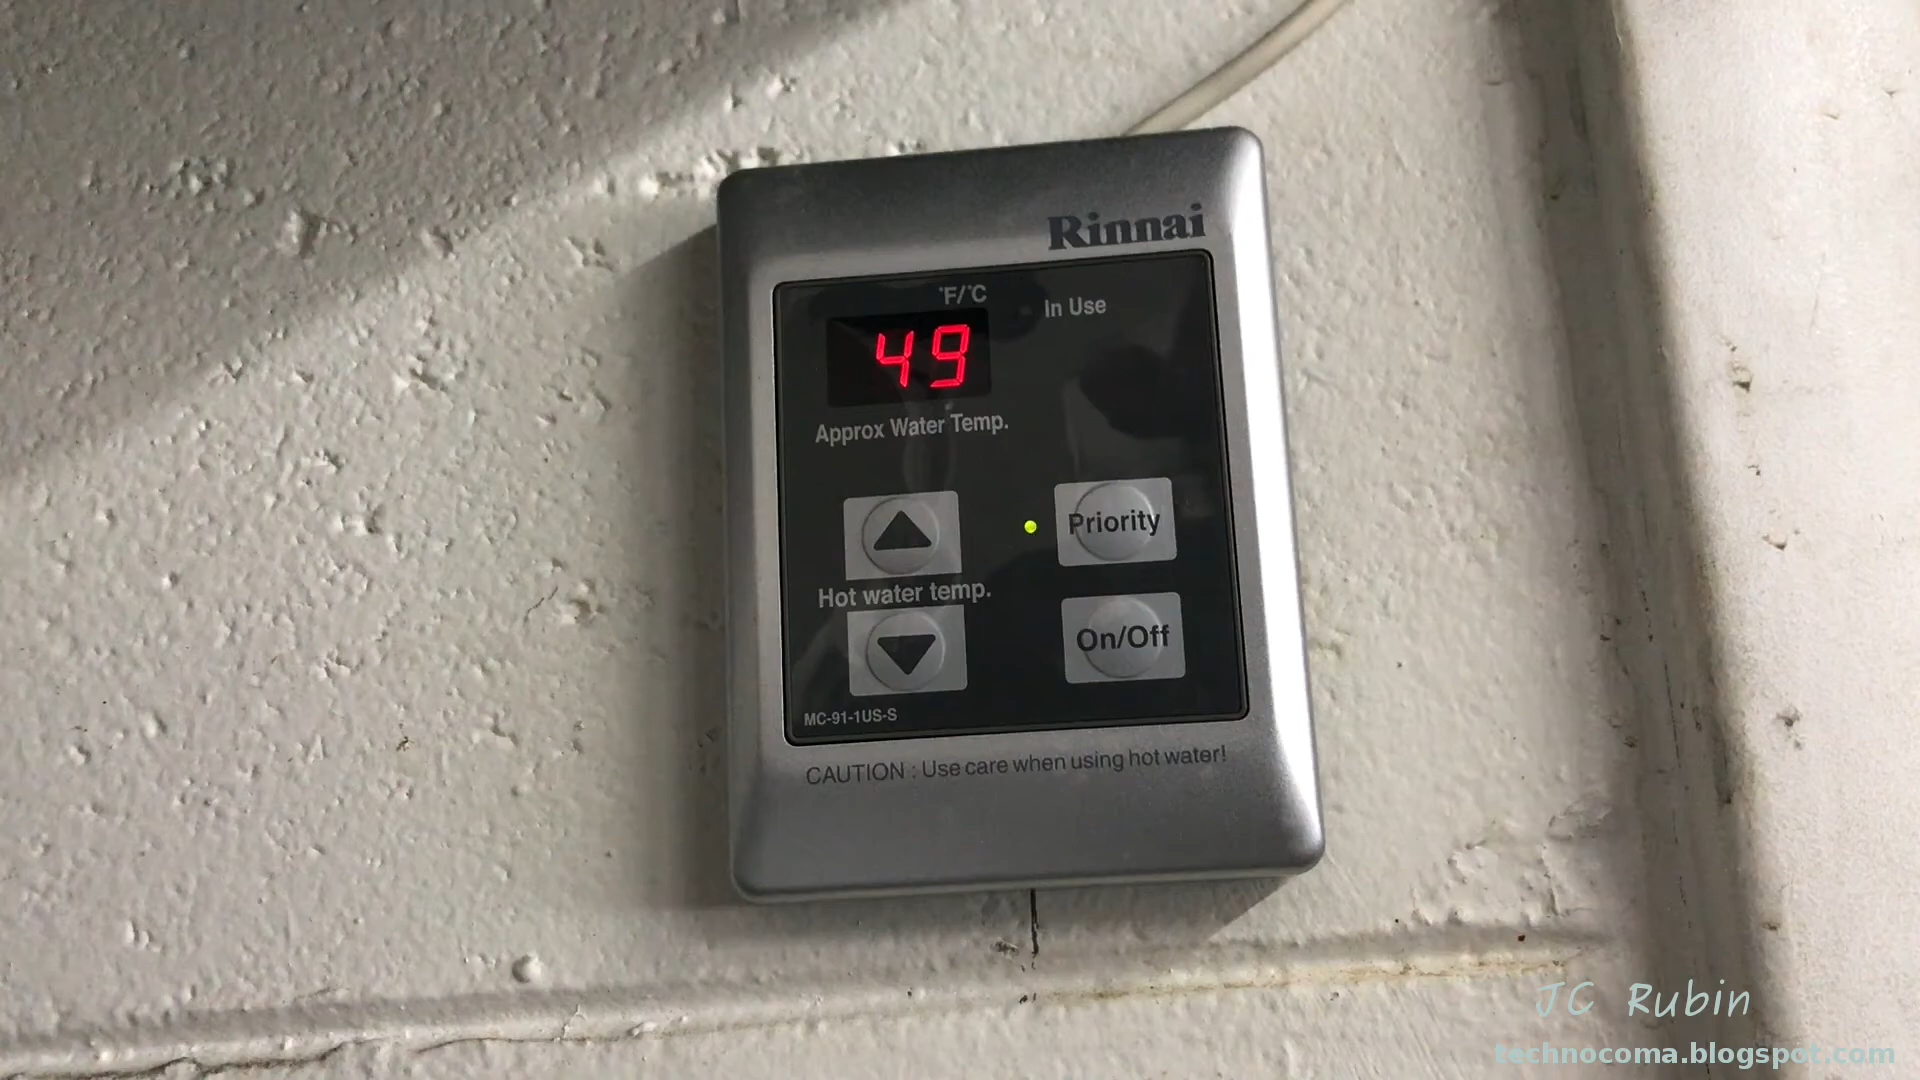 Rinnai
°F/°C
In Use
49
Approx Water Temp.
Priority
Hot water temp.
On/Off
MC-91-1US-S
CAUTION : Use care when using hot water!
JC Rubin
technocoma.blogspot.com